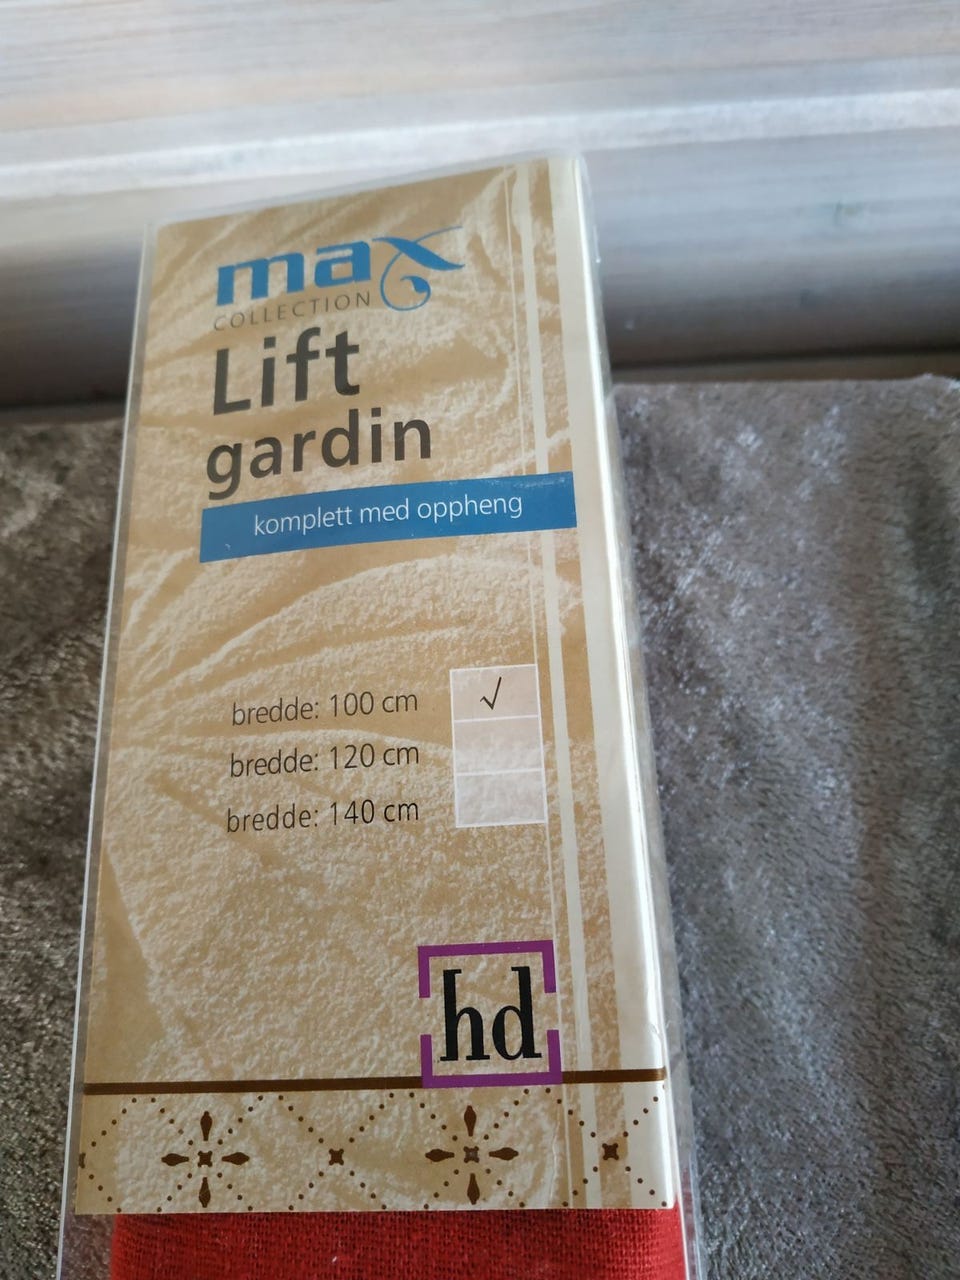 max
COLLECTION
Lift
gardin
komplett med oppheng
bredde: 100 cm √
bredde: 120 cm
bredde: 140 cm
hd